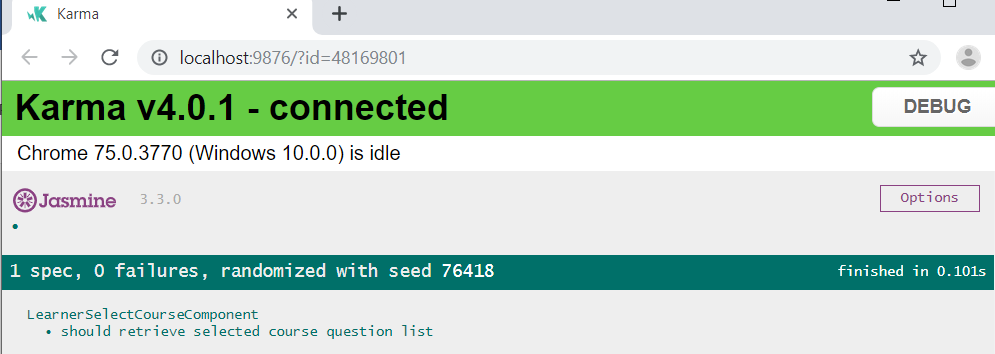 Karma
localhost:9876/?id=48169801
Karma v4.0.1 - connected
DEBUG
Chrome 75.0.3770 (Windows 10.0.0) is idle
Jasmine 3.3.0
Options
•
1 spec, 0 failures, randomized with seed 76418
finished in 0.101s
LearnerSelectCourseComponent
• should retrieve selected course question list